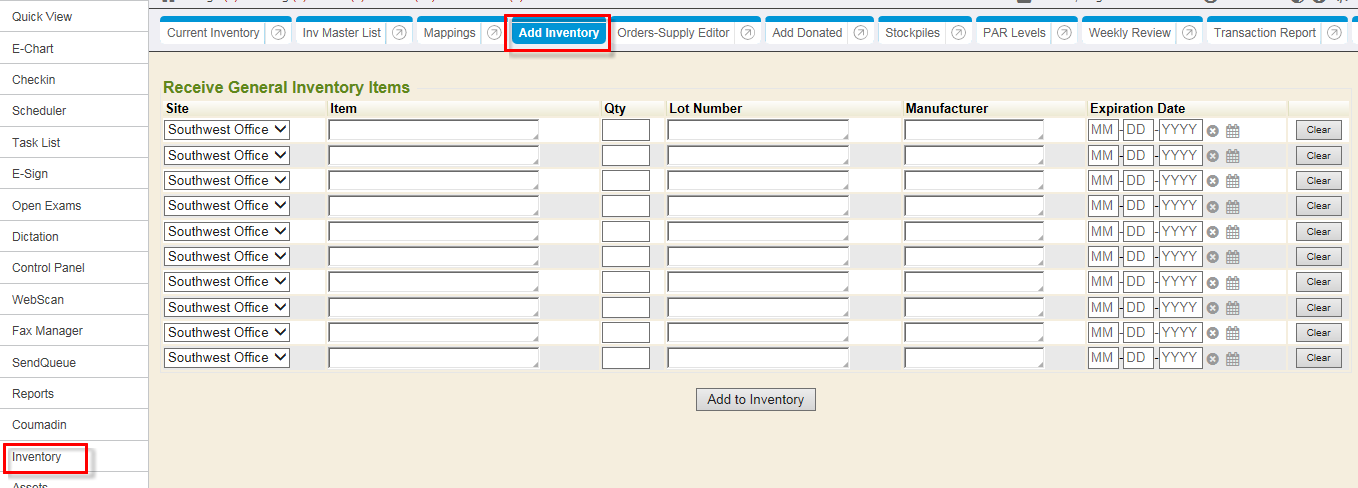 Quick View
E-Chart
Checkin
Scheduler
Task List
E-Sign
Open Exams
Dictation
Control Panel
WebScan
Fax Manager
SendQueue
Reports
Coumadin
Inventory
Assets
Current Inventory Inv Master List Mappings Add Inventory Orders-Supply Editor Add Donated Stockpiles PAR Levels Weekly Review Transaction Report
Receive General Inventory Items
Site Item Qty Lot Number Manufacturer Expiration Date
Southwest Office MM - DD - YYYY Clear
Southwest Office MM - DD - YYYY Clear
Southwest Office MM - DD - YYYY Clear
Southwest Office MM - DD - YYYY Clear
Southwest Office MM - DD - YYYY Clear
Southwest Office MM - DD - YYYY Clear
Southwest Office MM - DD - YYYY Clear
Southwest Office MM - DD - YYYY Clear
Southwest Office MM - DD - YYYY Clear
Southwest Office MM - DD - YYYY Clear
Add to Inventory